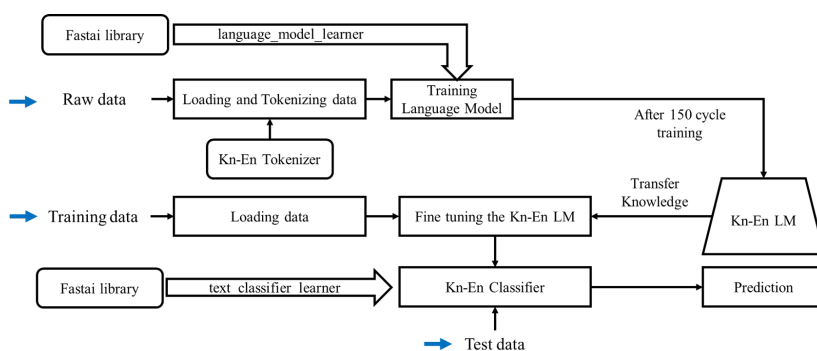 Fastai library
language_model_learner
Raw data
Loading and Tokenizing data
Training
Language Model
After 150 cycle
training
Kn-En Tokenizer
Training data
Loading data
Fine tuning the Kn-En LM
Transfer
Knowledge
Kn-En LM
Fastai library
text_classifier_learner
Kn-En Classifier
Prediction
Test data